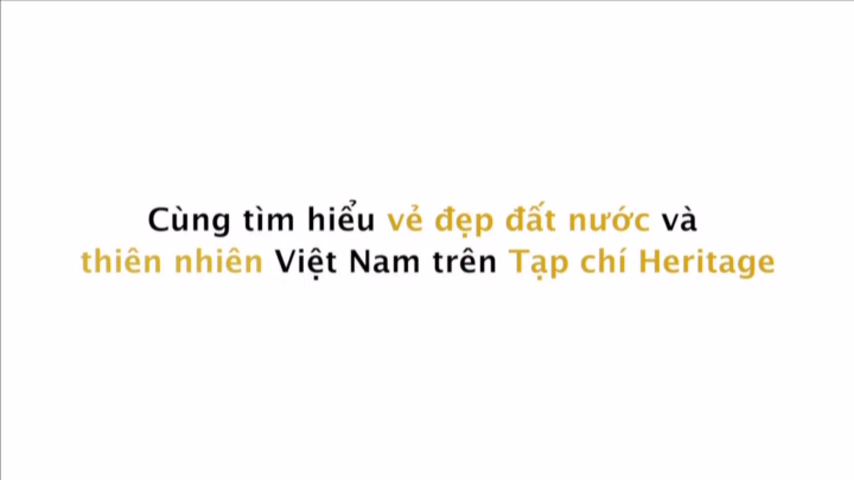 Cùng tìm hiểu vẻ đẹp đất nước và
thiên nhiên Việt Nam trên Tạp chí Heritage